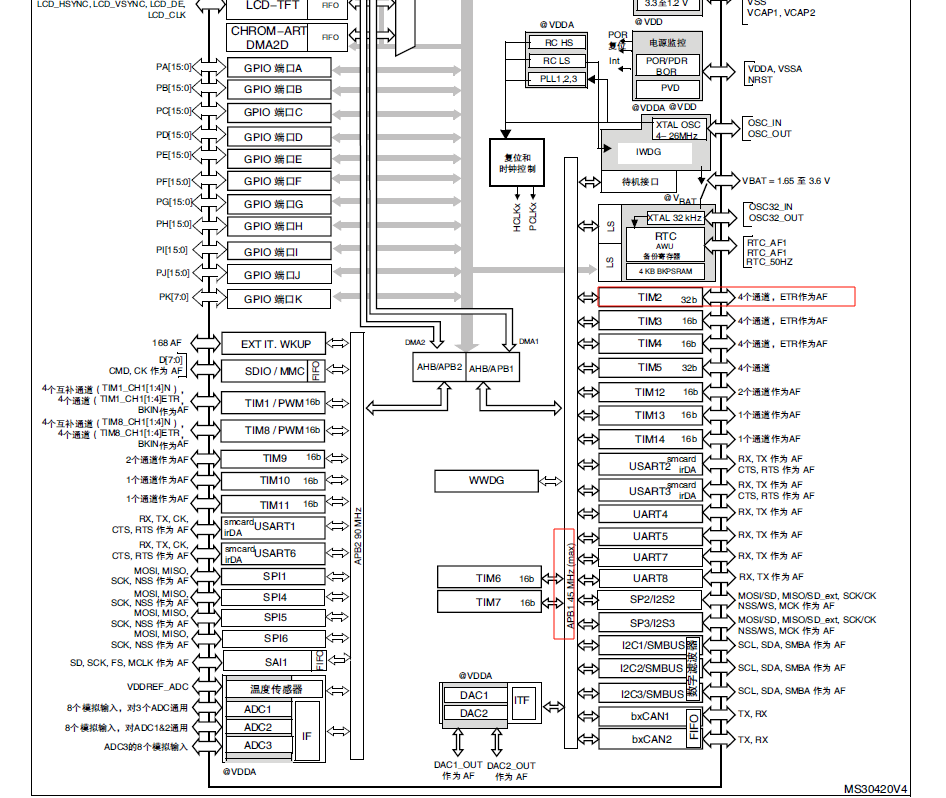 LCD_HSYNC, LCD_VSYNC, LCD_DE,
LCD_CLK
LCD-TFT
FIFO
CHROM-ART
DMA2D
FIFO
PA[15:0]
GPIO 端口A
PB[15:0]
GPIO 端口B
PC[15:0]
GPIO 端口C
PD[15:0]
GPIO 端口D
PE[15:0]
GPIO 端口E
PF[15:0]
GPIO 端口F
PG[15:0]
GPIO 端口G
PH[15:0]
GPIO 端口H
PI[15:0]
GPIO 端口I
PJ[15:0]
GPIO 端口J
PK[7:0]
GPIO 端口K
168 AF
EXT IT. WKUP
D[7:0]
CMD, CK 作为 AF
SDIO / MMC
FIFO
4个互补通道 ( TIM1_CH1[1:4]N ) ,
4个通道 ( TIM1_CH1[1:4]ETR,
BKIN作为AF
TIM1 / PWM 16b
4个互补通道 ( TIM8_CH1[1:4]N ) ,
4个通道 ( TIM8_CH1[1:4]ETR,
BKIN作为AF
TIM8 / PWM 16b
2个通道作为AF
TIM9 16b
1个通道作为AF
TIM10 16b
1个通道作为AF
TIM11 16b
RX, TX, CK,
CTS, RTS 作为 AF
smcard
irDA
USART1
RX, TX, CK,
CTS, RTS 作为 AF
smcard
irDA
USART6
MOSI, MISO,
SCK, NSS 作为 AF
SPI1
MOSI, MISO,
SCK, NSS 作为 AF
SPI4
MOSI, MISO,
SCK, NSS 作为 AF
SPI5
MOSI, MISO,
SCK, NSS 作为 AF
SPI6
SD, SCK, FS, MCLK 作为 AF
SAI1
FIFO
VDDREF_ADC
温度传感器
8个模拟输入，对3个ADC通用
ADC1
8个模拟输入，对ADC1&2通用
ADC2
ADC3的8个模拟输入
ADC3
IF
@VDDA
APB2 90 MHz
DMA2
DMA1
AHB/APB2
AHB/APB1
WWDG
TIM6 16b
TIM7 16b
@VDDA
DAC1
DAC2
ITF
DAC1_OUT
作为 AF
DAC2_OUT
作为 AF
APB1 45 MHz (max)
@VDDA
RC HS
RC LS
PLL1,2,3
POR
复位
Int
复位和
时钟控制
HCLKx
PCLKx
3.3至1.2 V
VSS
VCAP1, VCAP2
@VDD
电源监控
POR/PDR
BOR
PVD
VDDA, VSSA
NRST
@VDDA @VDD
XTAL OSC
4– 26MHz
OSC_IN
OSC_OUT
IWDG
待机接口
VBAT = 1.65 至 3.6 V
@VBAT
LS
LS
XTAL 32 kHz
OSC32_IN
OSC32_OUT
RTC
AWU
备份寄存器
RTC_AF1
RTC_AF1
RTC_50HZ
4 KB BKPSRAM
TIM2 32b
4个通道，ETR作为AF
TIM3 16b
4个通道，ETR作为AF
TIM4 16b
4个通道，ETR作为AF
TIM5 32b
4个通道
TIM12 16b
2个通道作为AF
TIM13 16b
1个通道作为AF
TIM14 16b
1个通道作为AF
USART2
smcard
irDA
RX, TX 作为 AF
CTS, RTS 作为 AF
USART3
smcard
irDA
RX, TX 作为 AF
CTS, RTS 作为 AF
UART4
RX, TX 作为 AF
UART5
RX, TX 作为 AF
UART7
RX, TX 作为 AF
UART8
RX, TX 作为 AF
SP2/I2S2
MOSI/SD, MISO/SD_ext, SCK/CK
NSS/WS, MCK 作为 AF
SP3/I2S3
MOSI/SD, MISO/SD_ext, SCK/CK
NSS/WS, MCK 作为 AF
I2C1/SMBUS
SCL, SDA, SMBA 作为 AF
I2C2/SMBUS
SCL, SDA, SMBA 作为 AF
I2C3/SMBUS
SCL, SDA, SMBA 作为 AF
数字滤波器
bxCAN1
TX, RX
bxCAN2
TX, RX
FIFO
MS30420V4